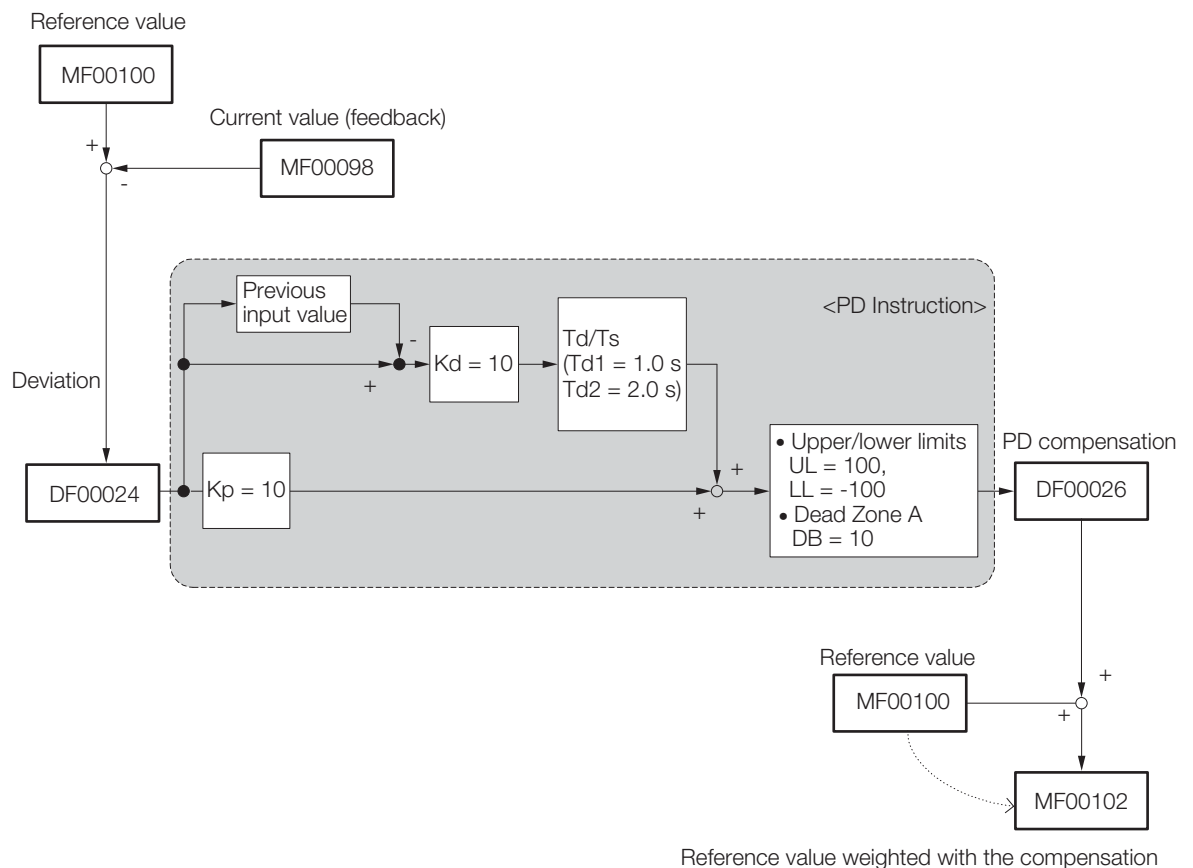 Reference value
MF00100
Current value (feedback)
+
MF00098
-
Previous
input value
<PD Instruction>
-
Td/Ts
(Td1 = 1.0 s
Td2 = 2.0 s)
Kd = 10
+
Deviation
• Upper/lower limits
UL = 100,
LL = -100
• Dead Zone A
DB = 10
PD compensation
+
DF00024
Kp = 10
+
DF00026
Reference value
+
MF00100
+
MF00102
Reference value weighted with the compensation